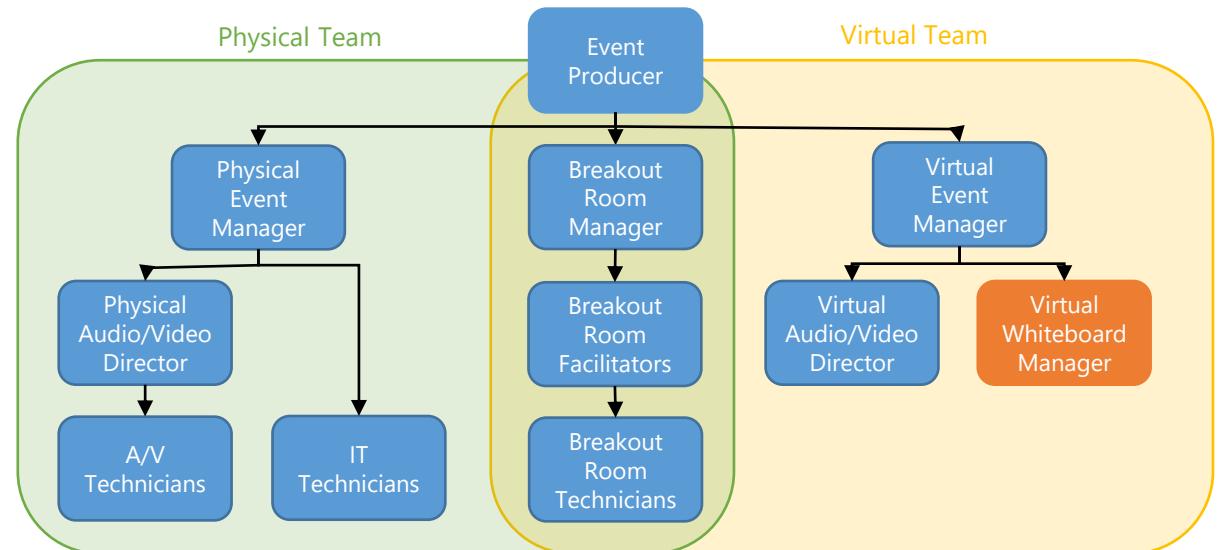 Physical Team
Event
Producer
Virtual Team
Physical
Event
Manager
Breakout
Room
Manager
Virtual
Event
Manager
Physical
Audio/Video
Director
Breakout
Room
Facilitators
Virtual
Audio/Video
Director
Virtual
Whiteboard
Manager
A/V
Technicians
IT
Technicians
Breakout
Room
Technicians